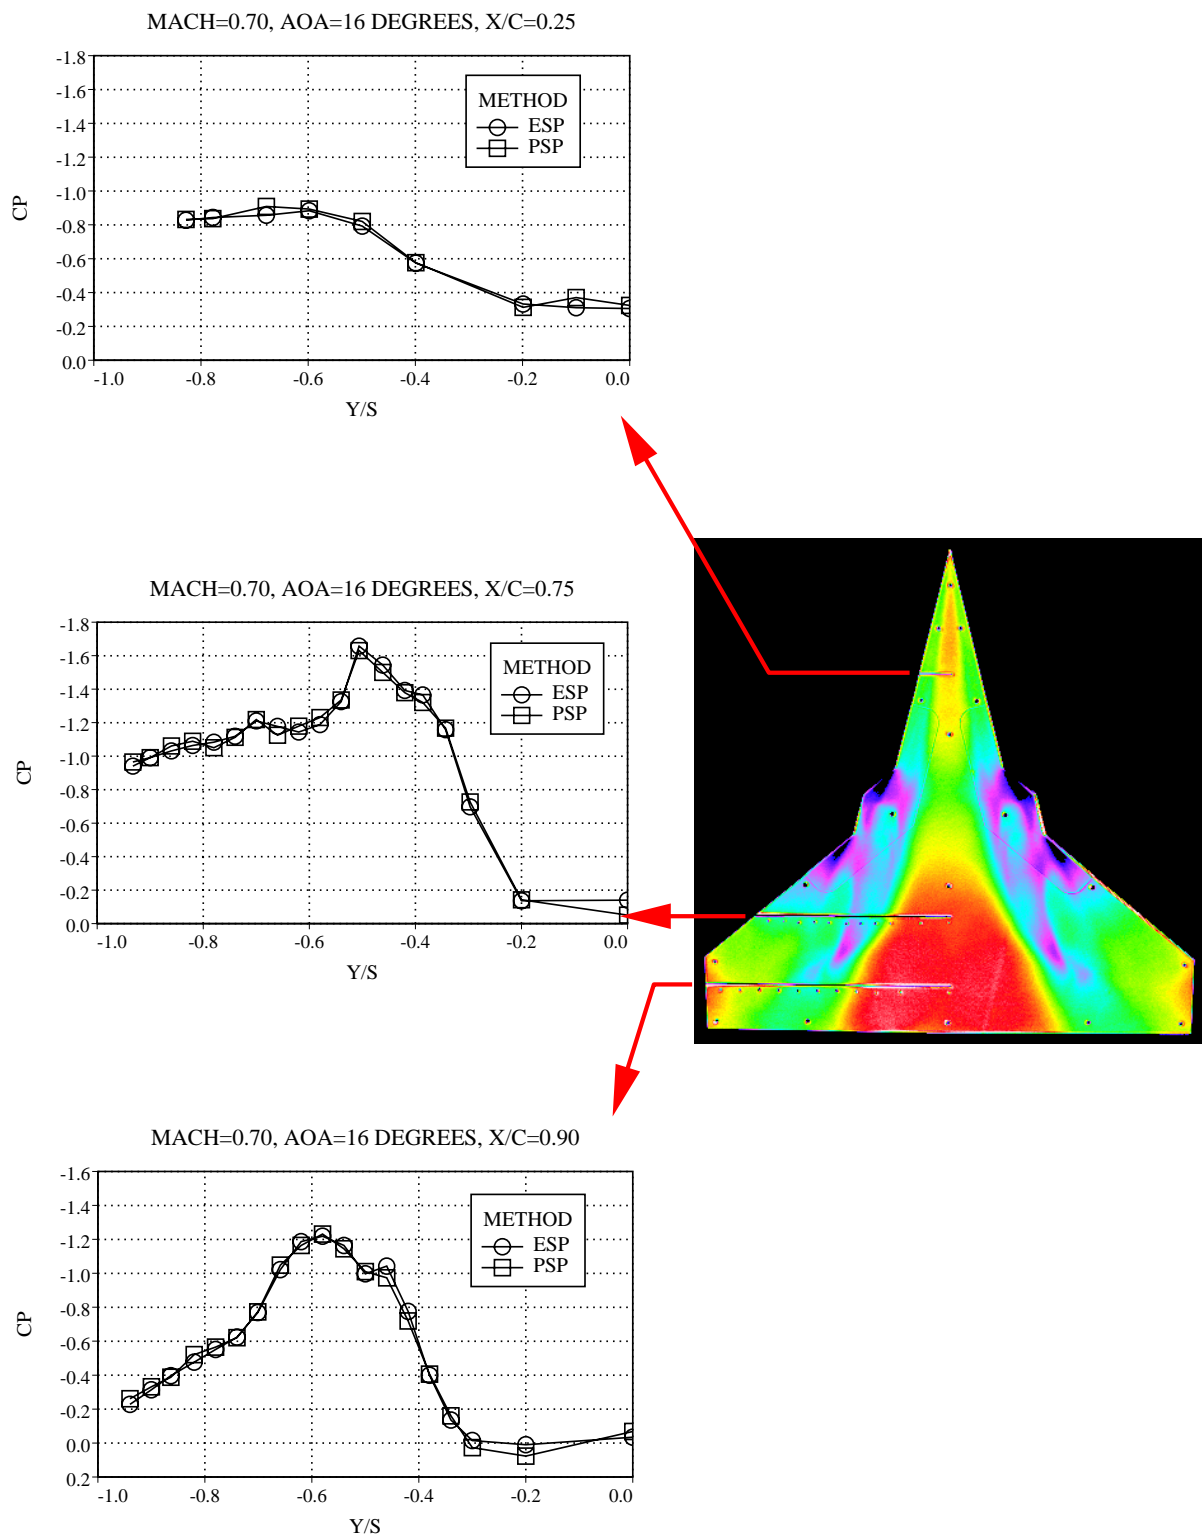 MACH=0.70, AOA=16 DEGREES, X/C=0.25
-1.8
-1.6
-1.4
-1.2
-1.0
-0.8
-0.6
-0.4
-0.2
0.0
CP
METHOD
ESP
PSP
-1.0 -0.8 -0.6 -0.4 -0.2 0.0
Y/S
MACH=0.70, AOA=16 DEGREES, X/C=0.75
-1.8
-1.6
-1.4
-1.2
-1.0
-0.8
-0.6
-0.4
-0.2
0.0
CP
METHOD
ESP
PSP
-1.0 -0.8 -0.6 -0.4 -0.2 0.0
Y/S
MACH=0.70, AOA=16 DEGREES, X/C=0.90
-1.6
-1.4
-1.2
-1.0
-0.8
-0.6
-0.4
-0.2
0.0
0.2
CP
METHOD
ESP
PSP
-1.0 -0.8 -0.6 -0.4 -0.2 0.0
Y/S